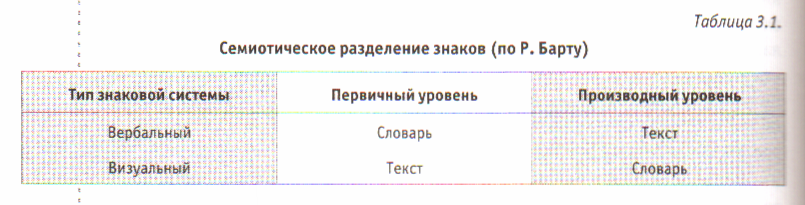 Таблица 3.1.
Семиотическое разделение знаков (по Р. Барту)
Тип знаковой системы Первичный уровень Производный уровень
Вербальный Словарь Текст
Визуальный Текст Словарь